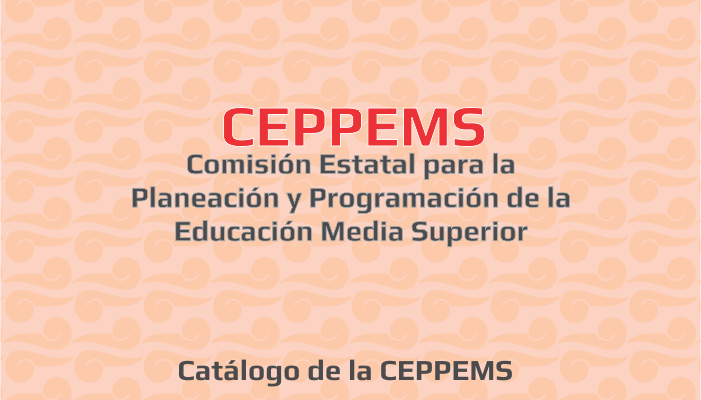 CEPPEMS
Comisión Estatal para la
Planeación y Programación de la
Educación Media Superior
Catálogo de la CEPPEMS